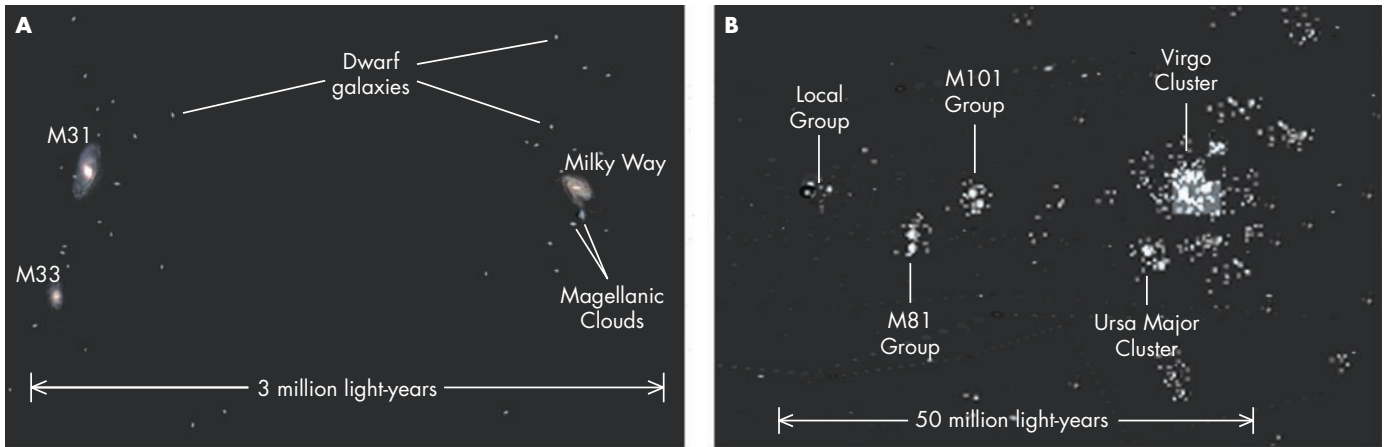 A
Dwarf
galaxies
M31
Milky Way
M33
Magellanic
Clouds
3 million light-years
B
Virgo
Cluster
M101
Group
Local
Group
M81
Group
Ursa Major
Cluster
50 million light-years